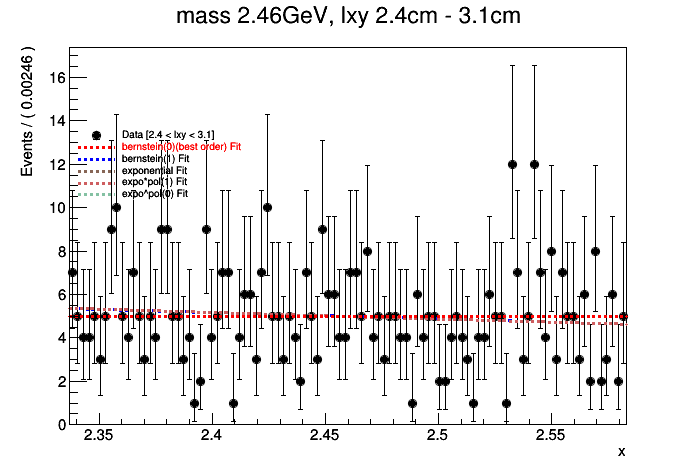 mass 2.46GeV, lxy 2.4cm - 3.1cm
Events / ( 0.00246 )
16
14
12
10
8
6
4
2
0
Data [2.4 < lxy < 3.1]
bernstein(0)(best order) Fit
bernstein(1) Fit
exponential Fit
expo*pol(1) Fit
expo^pol(0) Fit
2.35 2.4 2.45 2.5 2.55
x